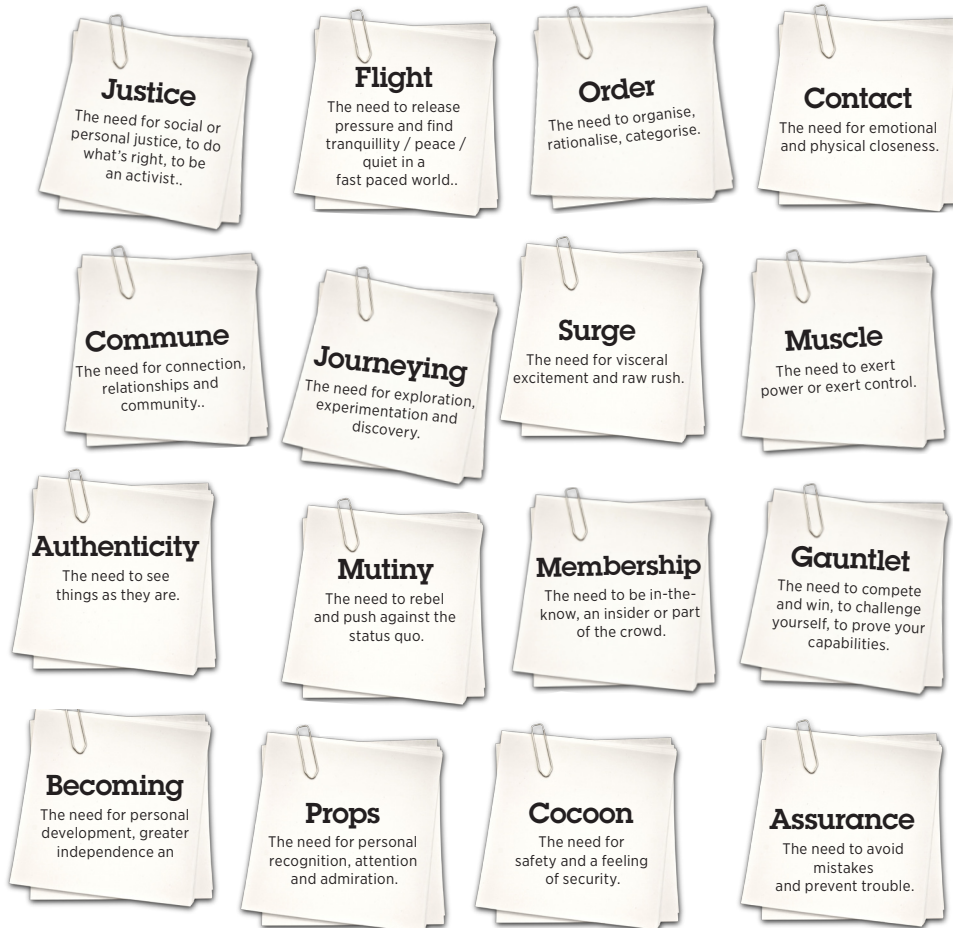 Justice
The need for social or
personal justice, to do
what's right, to be
an activist..
Flight
The need to release
pressure and find
tranquillity / peace /
quiet in a
fast paced world..
Order
The need to organise,
rationalise, categorise.
Contact
The need for emotional
and physical closeness.
Commune
The need for connection,
relationships and
community..
Journeying
The need for exploration,
experimentation and
discovery.
Surge
The need for visceral
excitement and raw rush.
Muscle
The need to exert
power or exert control.
Authenticity
The need to see
things as they are.
Mutiny
The need to rebel
and push against the
status quo.
Membership
The need to be in-the-
know, an insider or part
of the crowd.
Gauntlet
The need to compete
and win, to challenge
yourself, to prove your
capabilities.
Becoming
The need for personal
development, greater
independence an
Props
The need for personal
recognition, attention
and admiration.
Cocoon
The need for
safety and a feeling
of security.
Assurance
The need to avoid
mistakes
and prevent trouble.